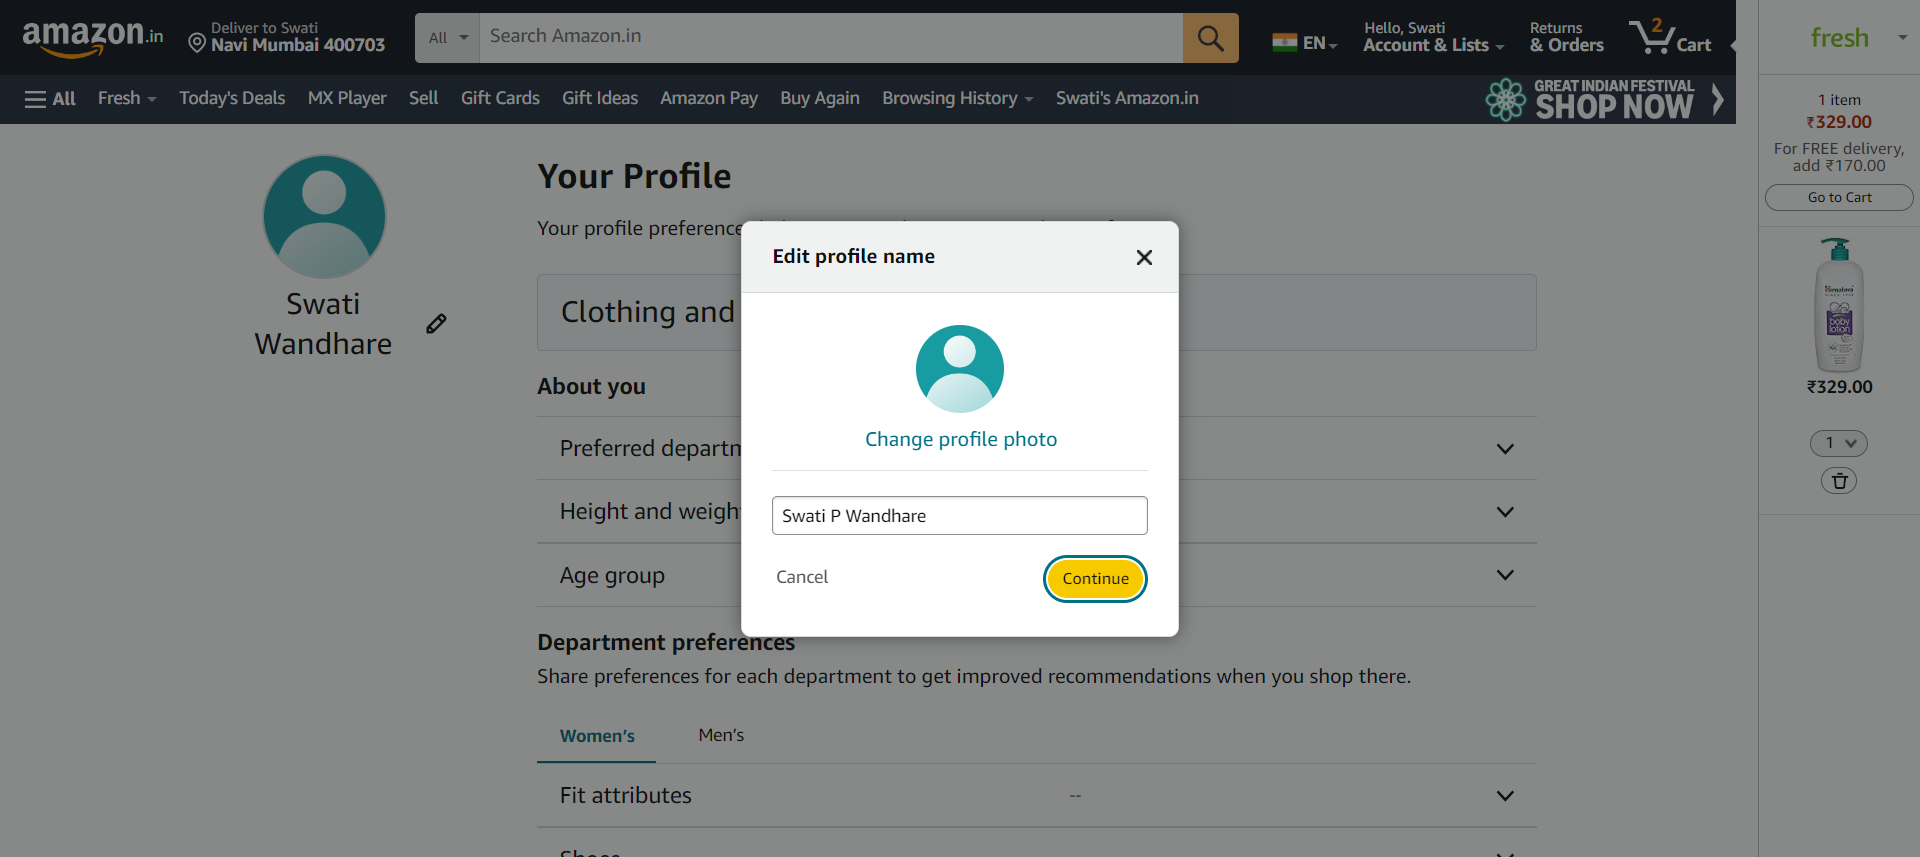 amazon.in
Deliver to Swati
Navi Mumbai 400703
All
Search Amazon.in
EN
Hello, Swati
Account & Lists
Returns
& Orders
2
Cart
fresh
All
Fresh
Today's Deals
MX Player
Sell
Gift Cards
Gift Ideas
Amazon Pay
Buy Again
Browsing History
Swati's Amazon.in
GREAT INDIAN FESTIVAL
SHOP NOW
1 item
₹329.00
For FREE delivery,
add ₹170.00
Go to Cart
Himalaya
baby
lotion
₹329.00
1
Swati
Wandhare
Your Profile
Your profile preference
Clothing and
About you
Preferred departm
Height and weigh
Age group
Edit profile name
Change profile photo
Swati P Wandhare
Cancel
Continue
Department preferences
Share preferences for each department to get improved recommendations when you shop there.
Women's
Men's
Fit attributes
--
Shoes